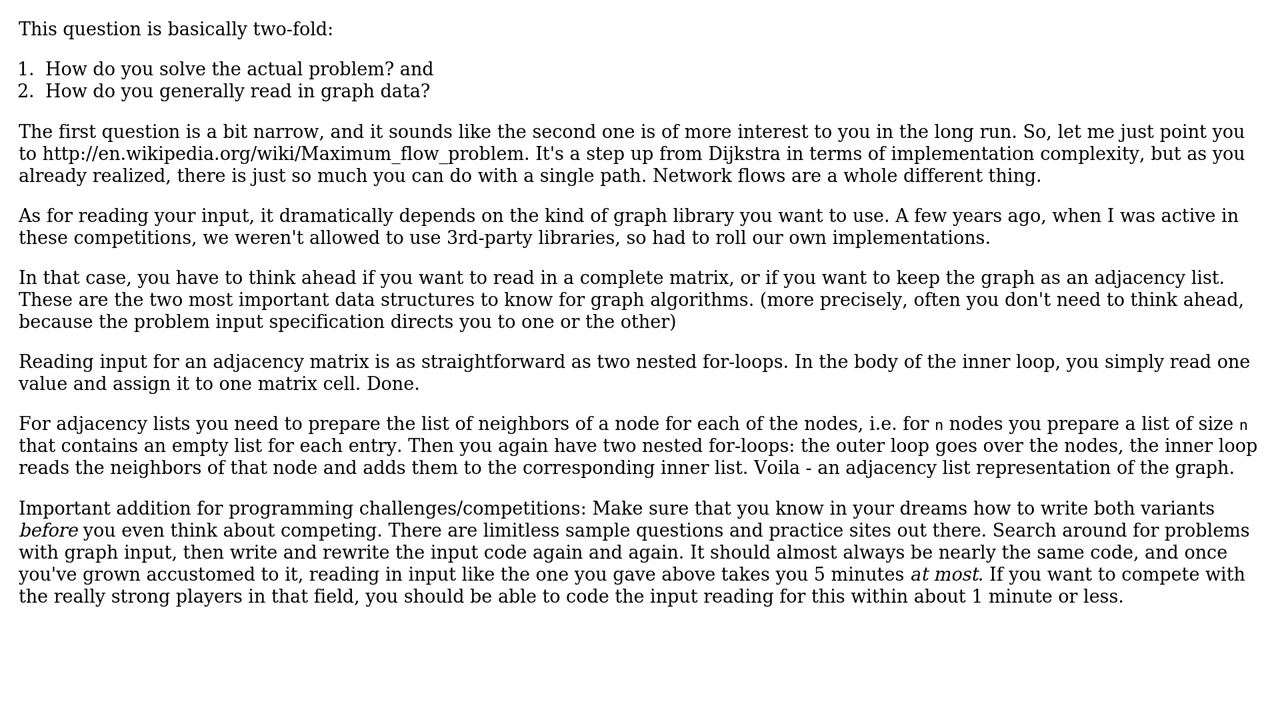 This question is basically two-fold:
1. How do you solve the actual problem? and
2. How do you generally read in graph data?
The first question is a bit narrow, and it sounds like the second one is of more interest to you in the long run. So, let me just point you
to http://en.wikipedia.org/wiki/Maximum_flow_problem. It's a step up from Dijkstra in terms of implementation complexity, but as you
already realized, there is just so much you can do with a single path. Network flows are a whole different thing.
As for reading your input, it dramatically depends on the kind of graph library you want to use. A few years ago, when I was active in
these competitions, we weren't allowed to use 3rd-party libraries, so had to roll our own implementations.
In that case, you have to think ahead if you want to read in a complete matrix, or if you want to keep the graph as an adjacency list.
These are the two most important data structures to know for graph algorithms. (more precisely, often you don't need to think ahead,
because the problem input specification directs you to one or the other)
Reading input for an adjacency matrix is as straightforward as two nested for-loops. In the body of the inner loop, you simply read one
value and assign it to one matrix cell. Done.
For adjacency lists you need to prepare the list of neighbors of a node for each of the nodes, i.e. for n nodes you prepare a list of size n
that contains an empty list for each entry. Then you again have two nested for-loops: the outer loop goes over the nodes, the inner loop
reads the neighbors of that node and adds them to the corresponding inner list. Voila - an adjacency list representation of the graph.
Important addition for programming challenges/competitions: Make sure that you know in your dreams how to write both variants
before you even think about competing. There are limitless sample questions and practice sites out there. Search around for problems
with graph input, then write and rewrite the input code again and again. It should almost always be nearly the same code, and once
you've grown accustomed to it, reading in input like the one you gave above takes you 5 minutes at most. If you want to compete with
the really strong players in that field, you should be able to code the input reading for this within about 1 minute or less.